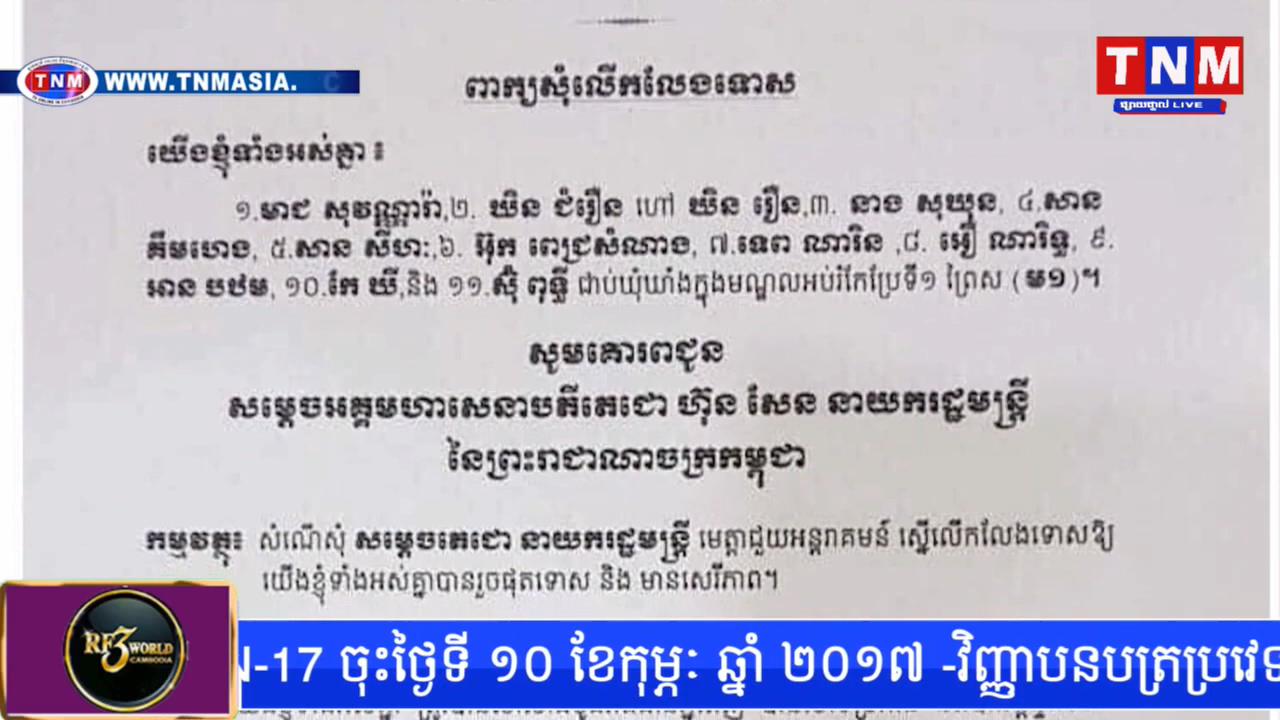 WWW.TNMASIA.
TNM
TNM
ផ្សាយផ្ទាល់ LIVE
ពាក្យសុំលើកលែងទោស
យើងខ្ញុំទាំងអស់គ្នា ៖
១.មាជ សុវណ្ណារ៉ា,២. ឃិន ជំរឿន ហៅ ឃិន រឿន,៣. នាង សុឃុន, ៤.សាន
គឹមហេង, ៥.សាន សីហៈ,៦. អ៊ុក ពេជ្រសំណាង, ៧.ទេព ណារិន ,៨. អឿ ណារិទ្ធ, ៩.
អាន បឋម, ១០.កែ ឃី,និង ១១.ស៊ុំ ពុទ្ធី ជាប់ឃុំឃាំងក្នុងមណ្ឌលអប់រំកែប្រែទី១ ព្រៃស (ម១)។
សូមគោរពជូន
សម្តេចអគ្គមហាសេនាបតីតេជោ ហ៊ុន សែន នាយករដ្ឋមន្ត្រី
នៃព្រះរាជាណាចក្រកម្ពុជា
កម្មវត្ថុ៖ សំណើសុំ សម្តេចតេជោ នាយករដ្ឋមន្ត្រី មេត្តាជួយអន្តរាគមន៍ ស្នើលើកលែងទោសឱ្យ
យើងខ្ញុំទាំងអស់គ្នាបានរួចផុតទោស និង មានសេរីភាព។
RF3 WORLD
CAMBODIA
N-17 ចុះថ្ងៃទី ១០ ខែកុម្ភៈ ឆ្នាំ ២០១៧ -វិញ្ញាបនបត្រប្រវេទ